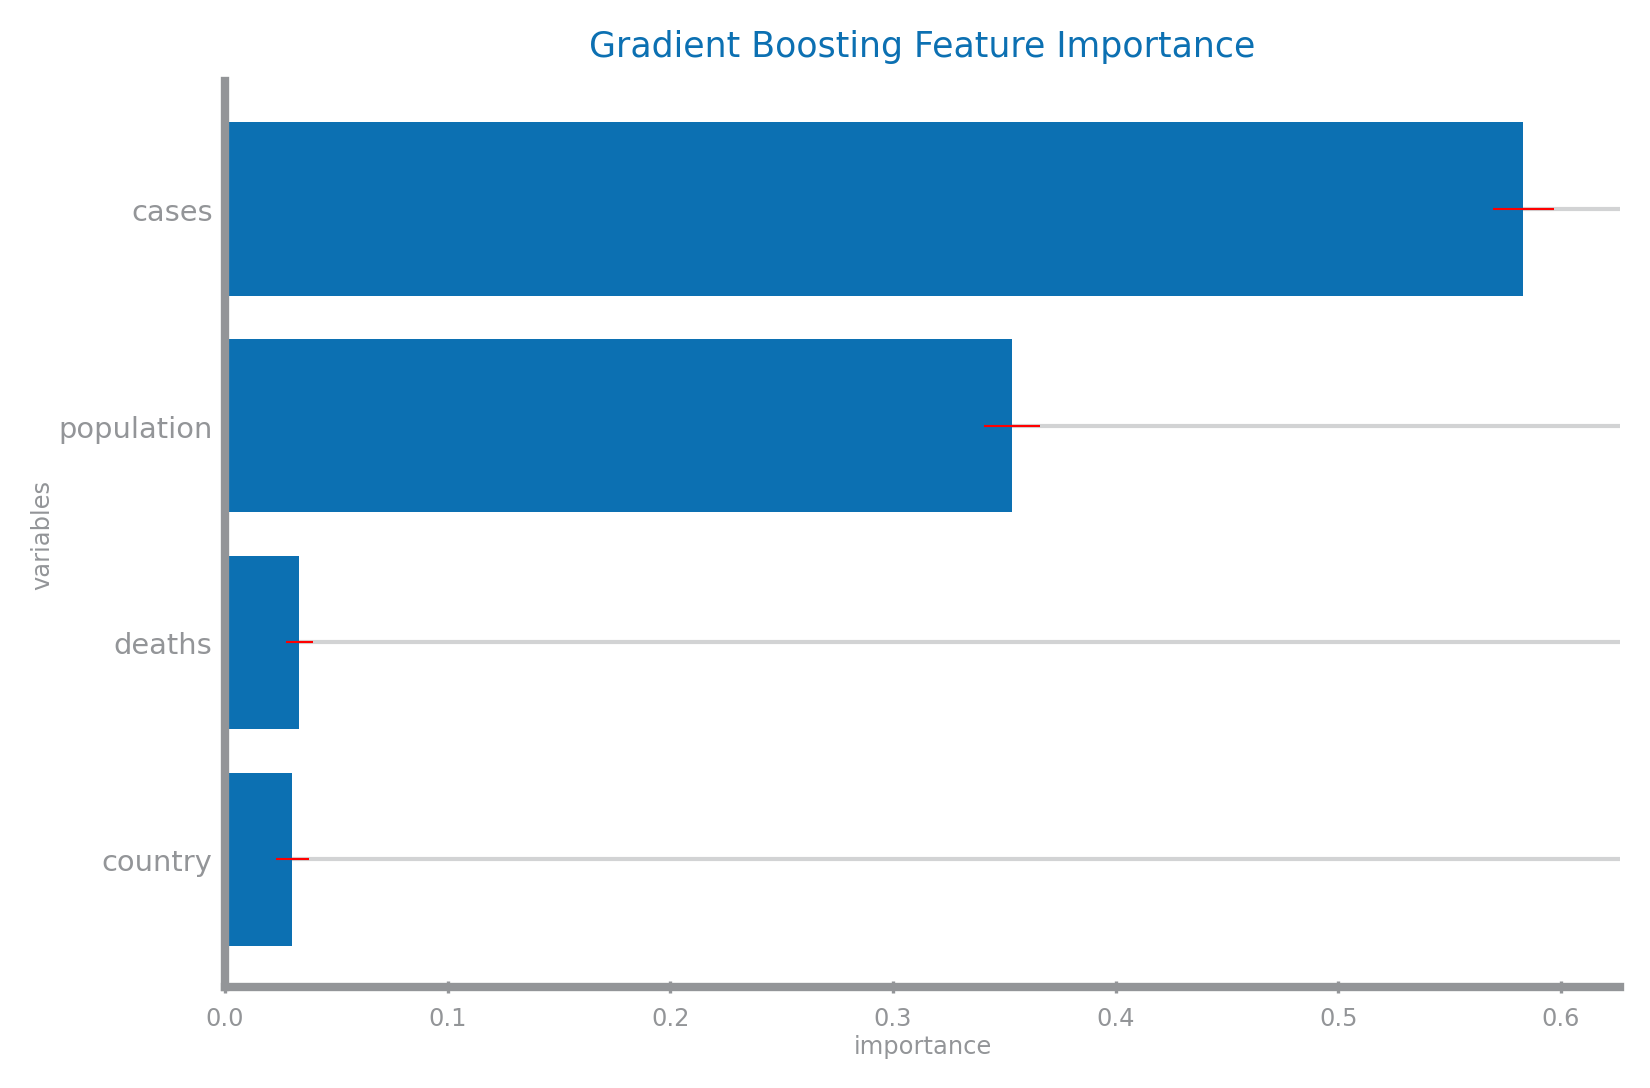 Gradient Boosting Feature Importance
cases
population
deaths
country
variables
0.0 0.1 0.2 0.3 0.4 0.5 0.6
importance